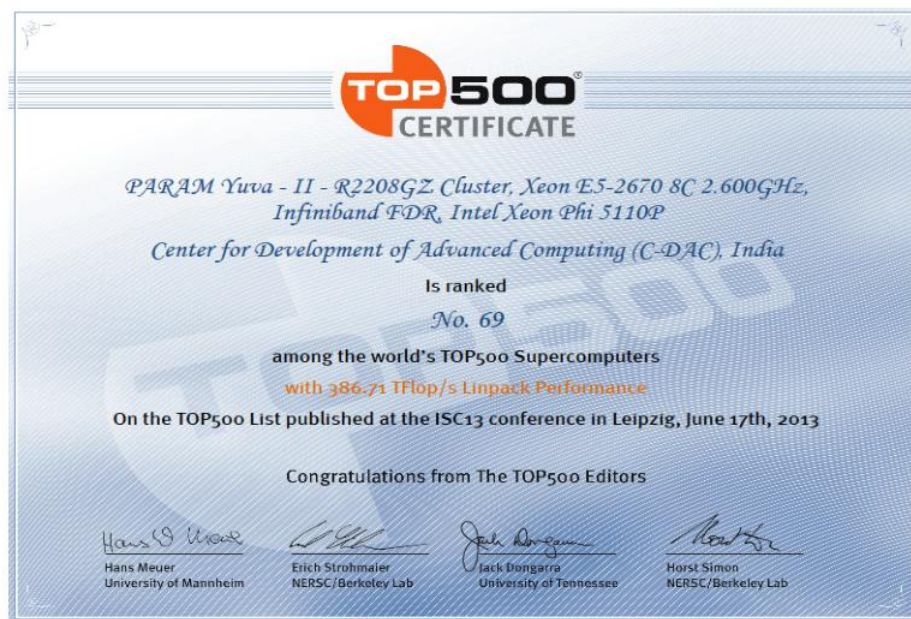 TOP 500®
CERTIFICATE
PARAM Yuva - II - R2208GZ Cluster, Xeon E5-2670 8C 2.600GHz,
Infiniband FDR, Intel Xeon Phi 5110P
Center for Development of Advanced Computing (C-DAC), India
Is ranked
No. 69
among the world's TOP500 Supercomputers
with 386.71 TFlop/s Linpack Performance
On the TOP500 List published at the ISC13 conference in Leipzig, June 17th, 2013
Congratulations from The TOP500 Editors
Hans Meuer
University of Mannheim
Erich Strohmaier
NERSC/Berkeley Lab
Jack Dongarra
University of Tennessee
Horst Simon
NERSC/Berkeley Lab